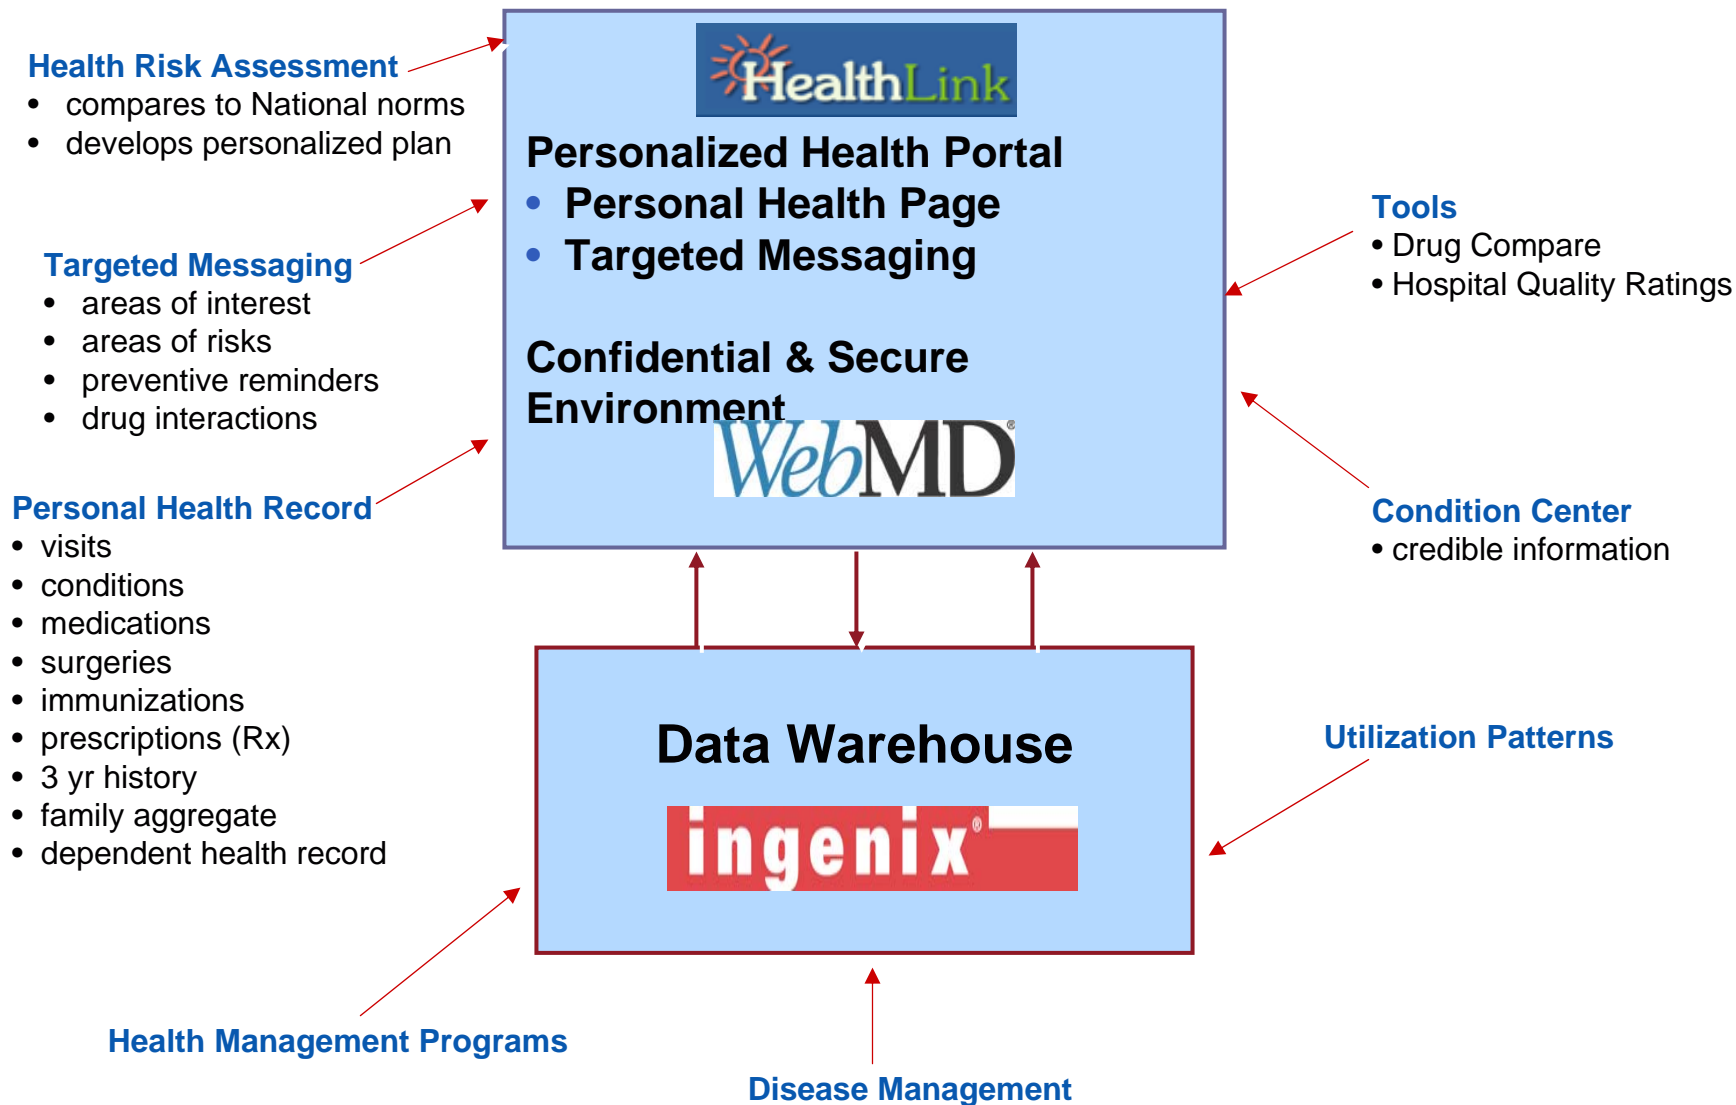 Health Risk Assessment
• compares to National norms
• develops personalized plan
Targeted Messaging
• areas of interest
• areas of risks
• preventive reminders
• drug interactions
Personal Health Record
• visits
• conditions
• medications
• surgeries
• immunizations
• prescriptions (Rx)
• 3 yr history
• family aggregate
• dependent health record
HealthLink
Personalized Health Portal
• Personal Health Page
• Targeted Messaging
Confidential & Secure
Environment
WebMD®
Tools
• Drug Compare
• Hospital Quality Ratings
Condition Center
• credible information
Data Warehouse
ingenix®
Utilization Patterns
Health Management Programs
Disease Management